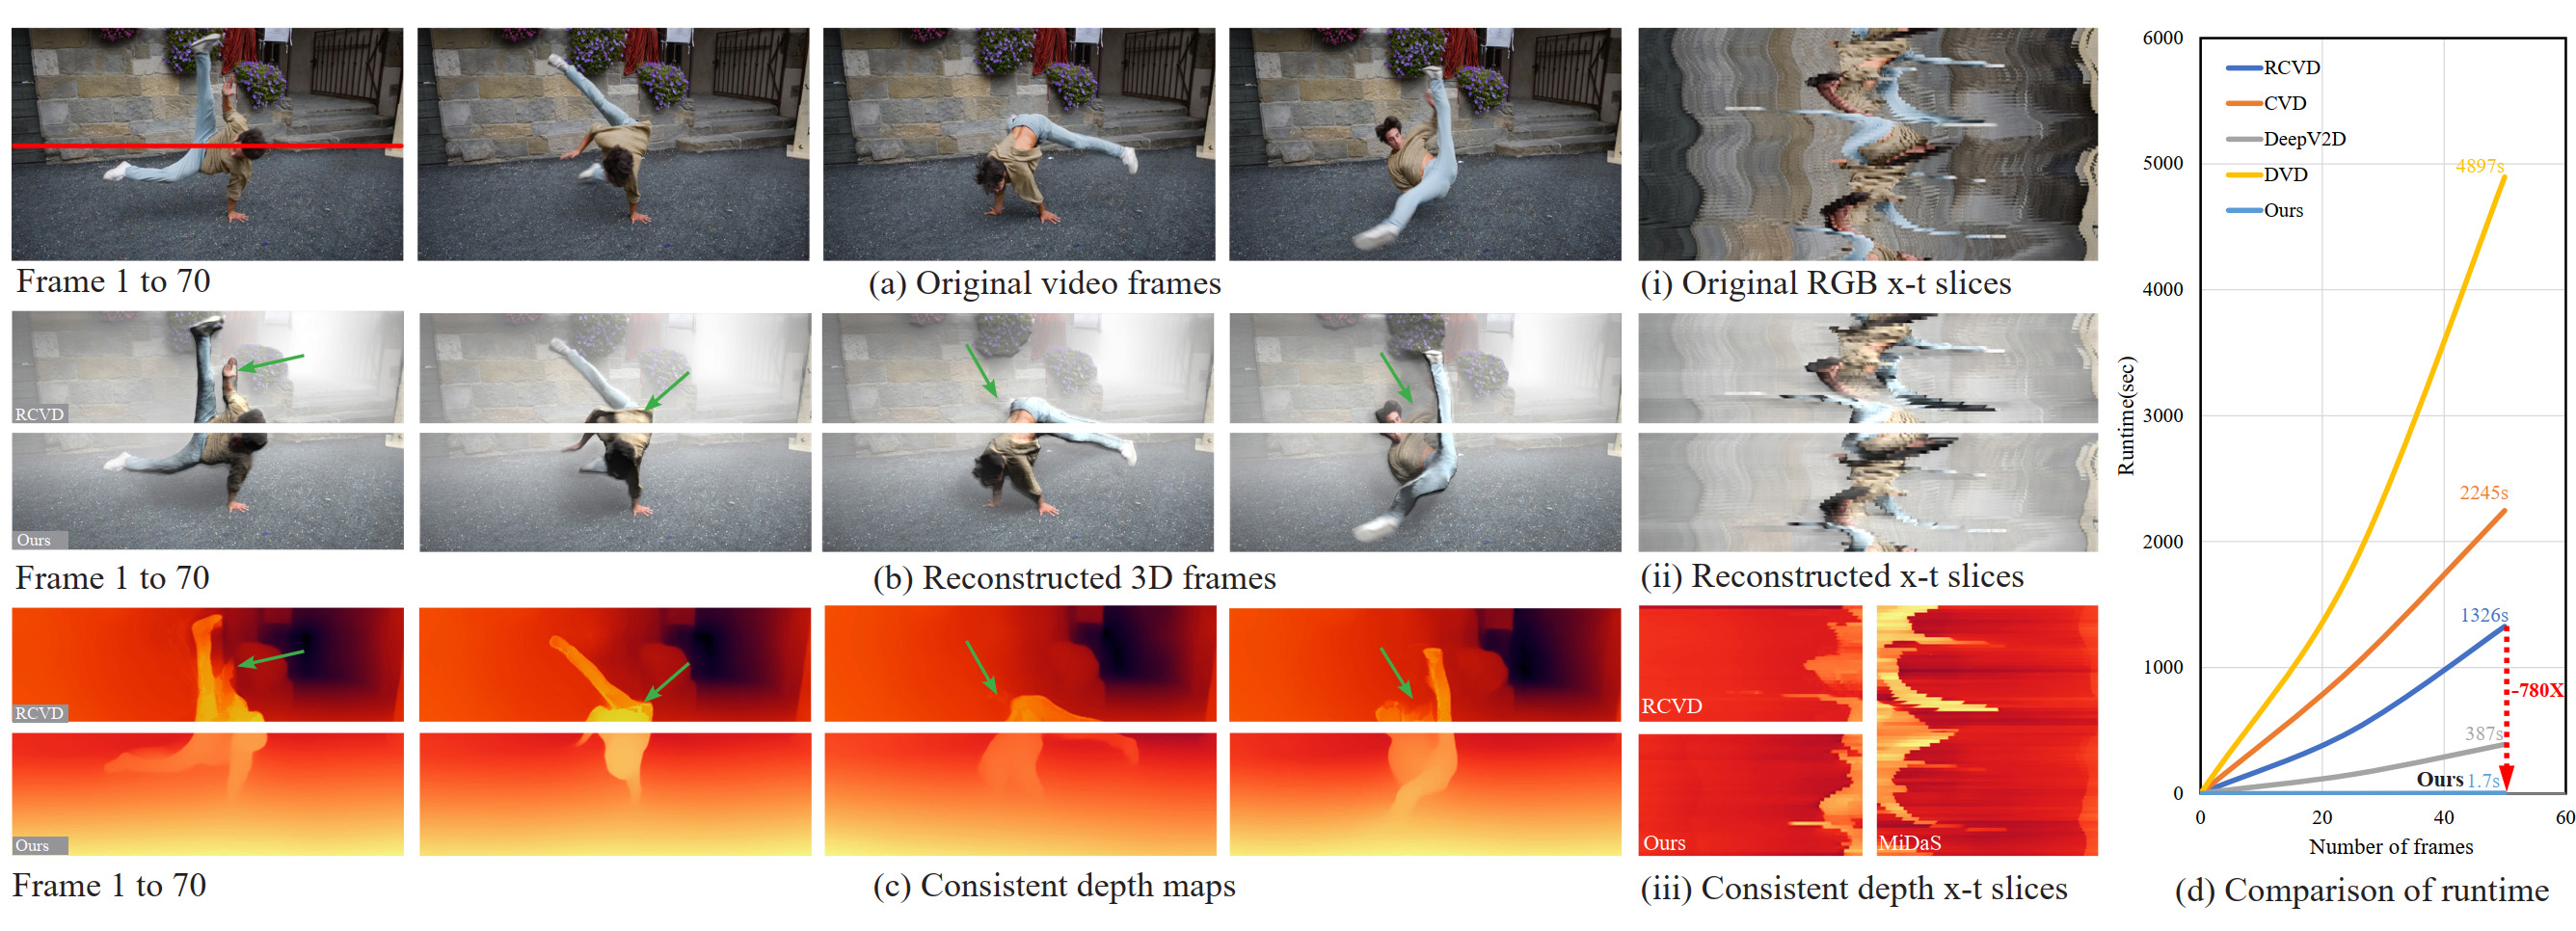 Frame 1 to 70
(a) Original video frames
(i) Original RGB x-t slices
RCVD
Ours
Frame 1 to 70
(b) Reconstructed 3D frames
(ii) Reconstructed x-t slices
RCVD
Ours
Frame 1 to 70
(c) Consistent depth maps
RCVD
Ours
MiDaS
(iii) Consistent depth x-t slices
6000
5000
4000
3000
2000
1000
0
Runtime(sec)
RCVD
CVD
DeepV2D
DVD
Ours
4897s
2245s
1326s
-780X
387s
Ours 1.7s
0
20
40
60
Number of frames
(d) Comparison of runtime